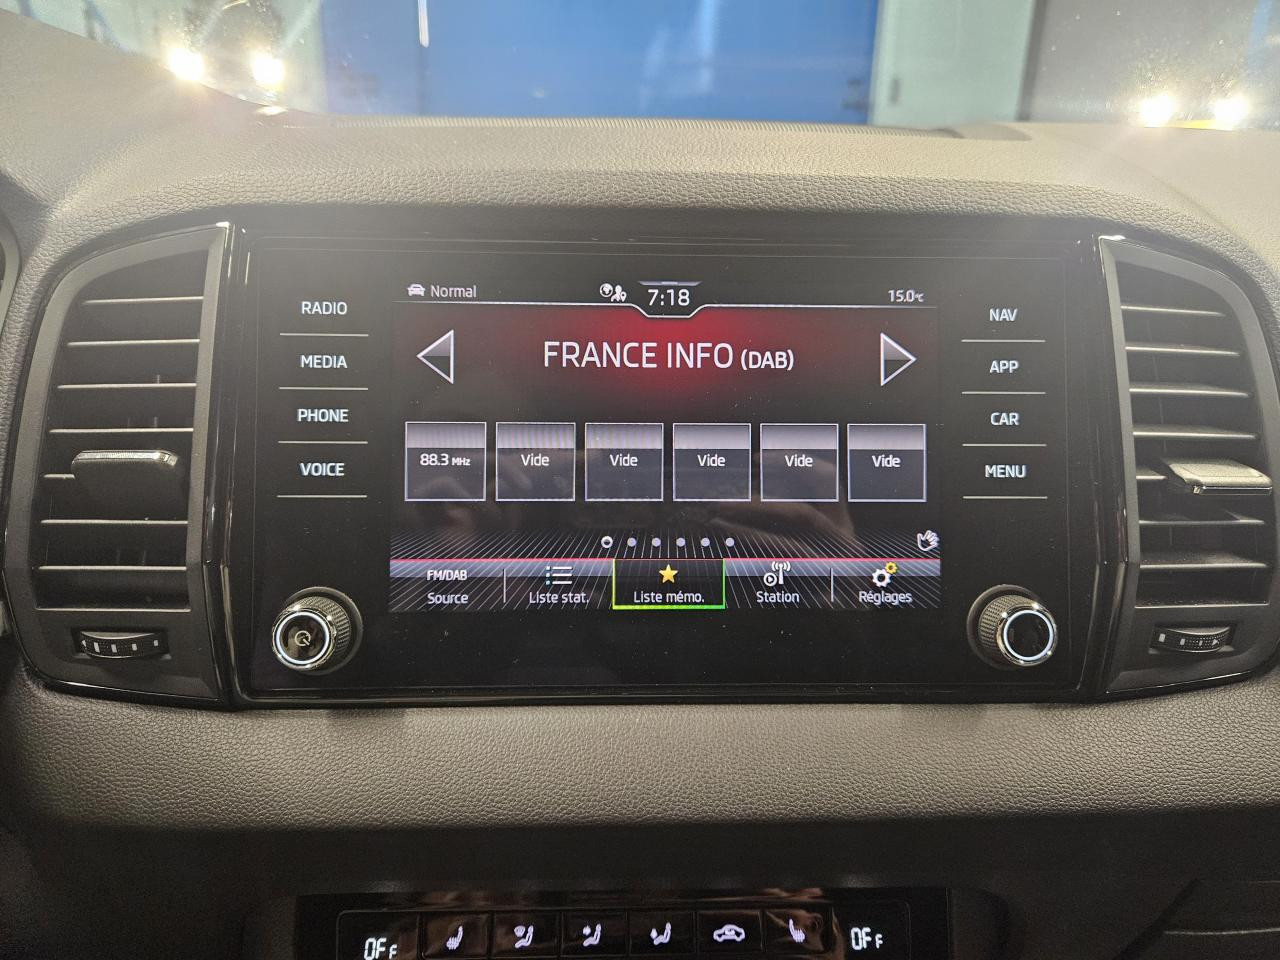 Normal
7:18
15.0°C
RADIO
MEDIA
PHONE
VOICE
FRANCE INFO (DAB)
88.3 MHz
Vide
Vide
Vide
Vide
Vide
FM/DAB
Source
Liste stat.
Liste mémo.
Station
Réglages
NAV
APP
CAR
MENU
OFF
OFF